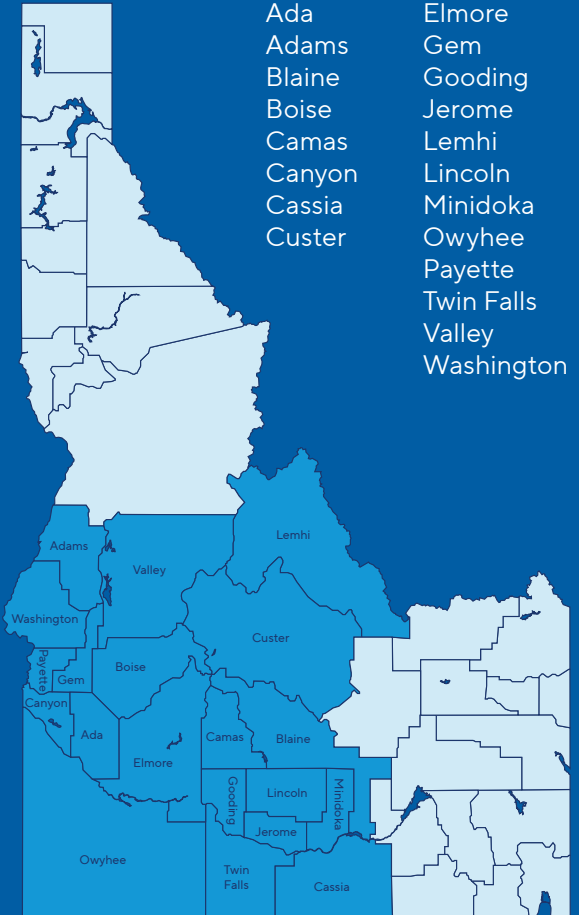 Ada
Adams
Blaine
Boise
Camas
Canyon
Cassia
Custer
Elmore
Gem
Gooding
Jerome
Lemhi
Lincoln
Minidoka
Owyhee
Payette
Twin Falls
Valley
Washington
Lemhi
Adams
Valley
Washington
Custer
Payette
Boise
Gem
Canyon
Ada
Camas
Blaine
Elmore
Gooding
Lincoln
Minidoka
Jerome
Owyhee
Twin
Falls
Cassia